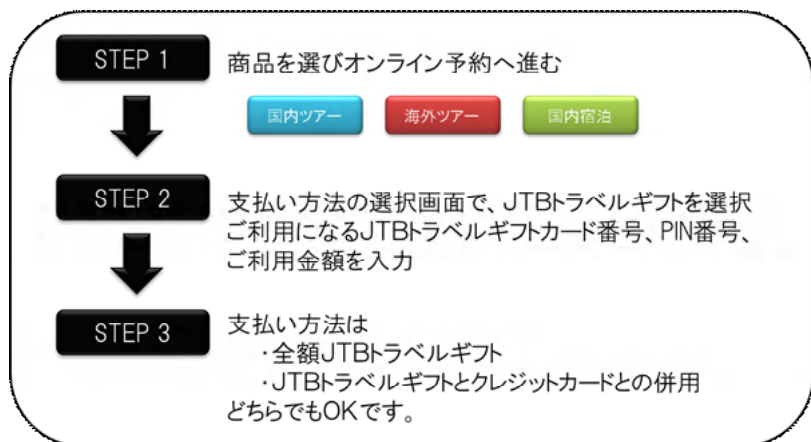 STEP 1
商品を選びオンライン予約へ進む
国内ツアー 海外ツアー 国内宿泊
STEP 2
支払い方法の選択画面で、JTBトラベルギフトを選択
ご利用になるJTBトラベルギフトカード番号、PIN番号、
ご利用金額を入力
STEP 3
支払い方法は
・全額JTBトラベルギフト
・JTBトラベルギフトとクレジットカードとの併用
どちらでもOKです。